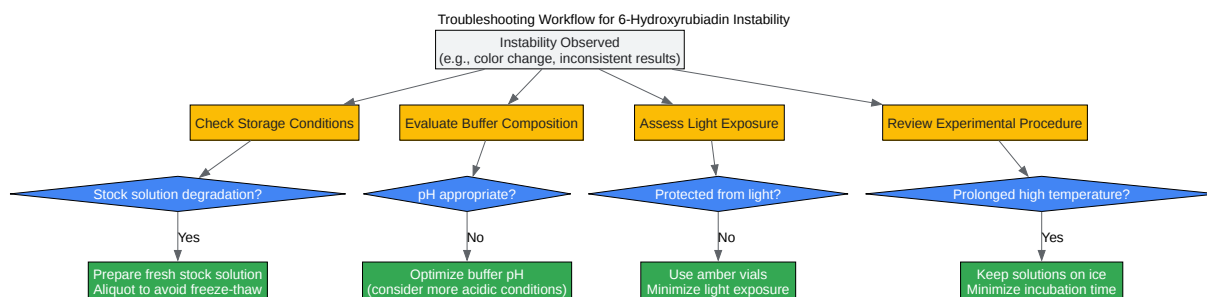 Troubleshooting Workflow for 6-Hydroxyrubiadin Instability
Instability Observed
(e.g., color change, inconsistent results)
Check Storage Conditions
Evaluate Buffer Composition
Assess Light Exposure
Review Experimental Procedure
Stock solution degradation?
pH appropriate?
Protected from light?
Prolonged high temperature?
Yes
No
No
Yes
Prepare fresh stock solution
Aliquot to avoid freeze-thaw
Optimize buffer pH
(consider more acidic conditions)
Use amber vials
Minimize light exposure
Keep solutions on ice
Minimize incubation time